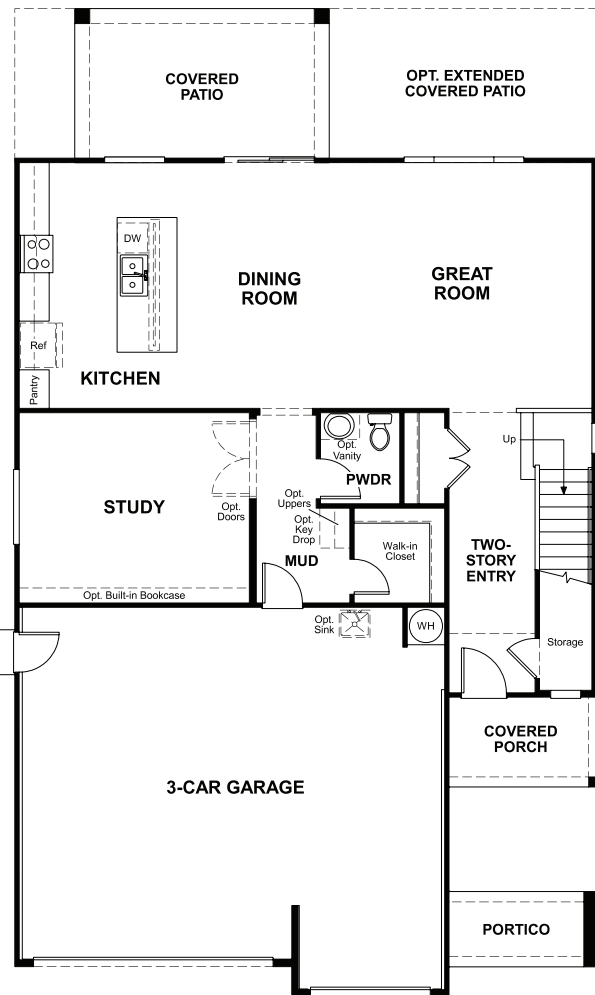 COVERED
PATIO
OPT. EXTENDED
COVERED PATIO
DW
DINING
ROOM
GREAT
ROOM
Ref
Pantry
KITCHEN
Opt.
Vanity
PWDR
Up
STUDY
Opt.
Doors
Opt.
Uppers
Opt.
Key
Drop
MUD
Walk-in
Closet
TWO-
STORY
ENTRY
Opt. Built-in Bookcase
Opt.
Sink
WH
Storage
COVERED
PORCH
3-CAR GARAGE
PORTICO